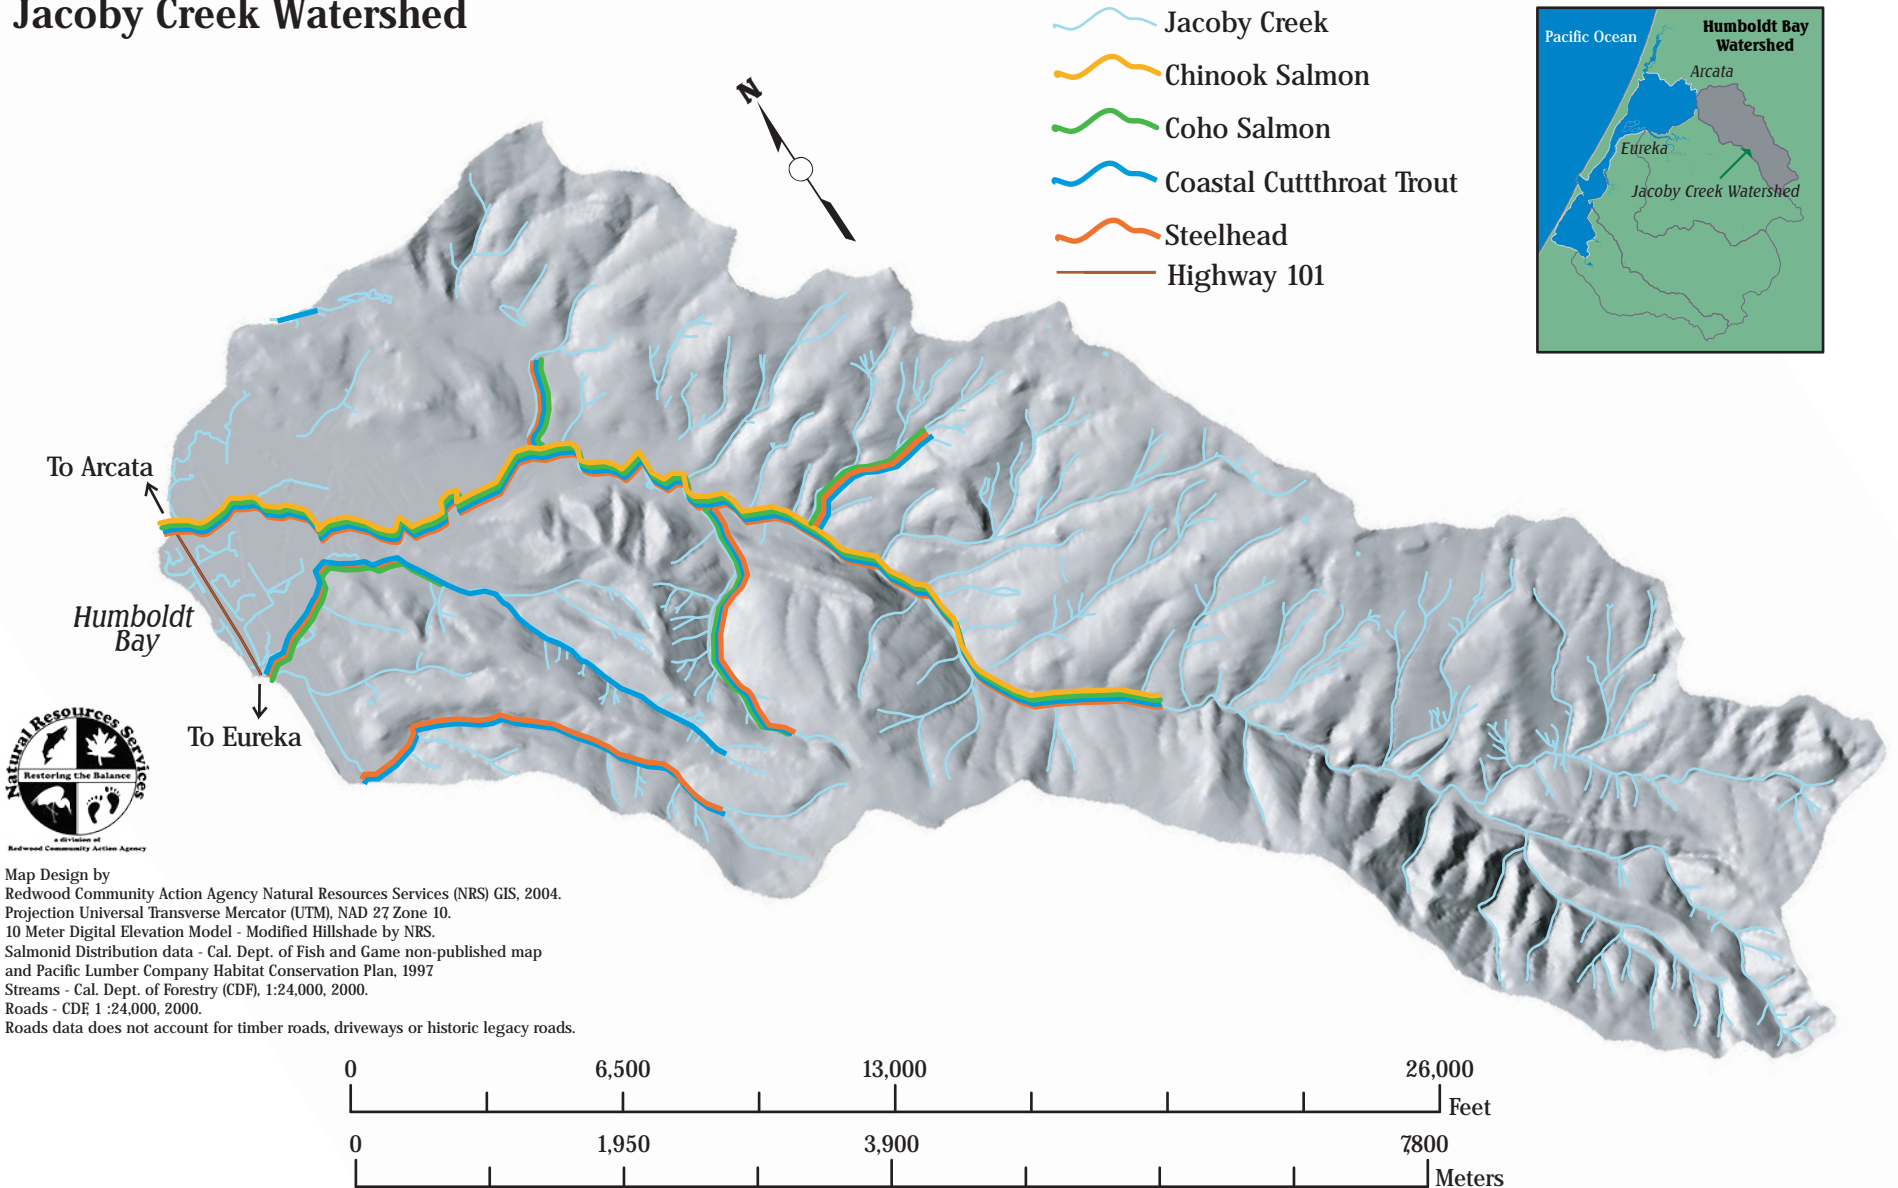 Jacoby Creek Watershed
Jacoby Creek
Chinook Salmon
Coho Salmon
Coastal Cuttthroat Trout
Steelhead
Highway 101
Pacific Ocean
Humboldt Bay
Watershed
Arcata
Eureka
Jacoby Creek Watershed
N
To Arcata
Humboldt
Bay
To Eureka
Natural Resources Services
Restoring the Balance
a division of
Redwood Community Action Agency
Map Design by
Redwood Community Action Agency Natural Resources Services (NRS) GIS, 2004.
Projection Universal Transverse Mercator (UTM), NAD 27, Zone 10.
10 Meter Digital Elevation Model - Modified Hillshade by NRS.
Salmonid Distribution data - Cal. Dept. of Fish and Game non-published map
and Pacific Lumber Company Habitat Conservation Plan, 1997.
Streams - Cal. Dept. of Forestry (CDF), 1:24,000, 2000.
Roads - CDF, 1 :24,000, 2000.
Roads data does not account for timber roads, driveways or historic legacy roads.
0 6,500 13,000 26,000
Feet
0 1,950 3,900 7,800
Meters